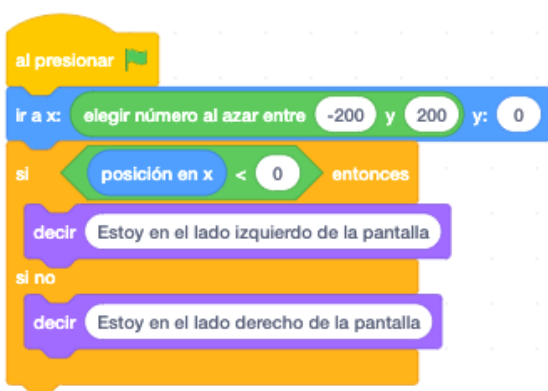 al presionar
ir a x: elegir número al azar entre -200 y 200 y: 0
si posición en x < 0 entonces
decir Estoy en el lado izquierdo de la pantalla
si no
decir Estoy en el lado derecho de la pantalla